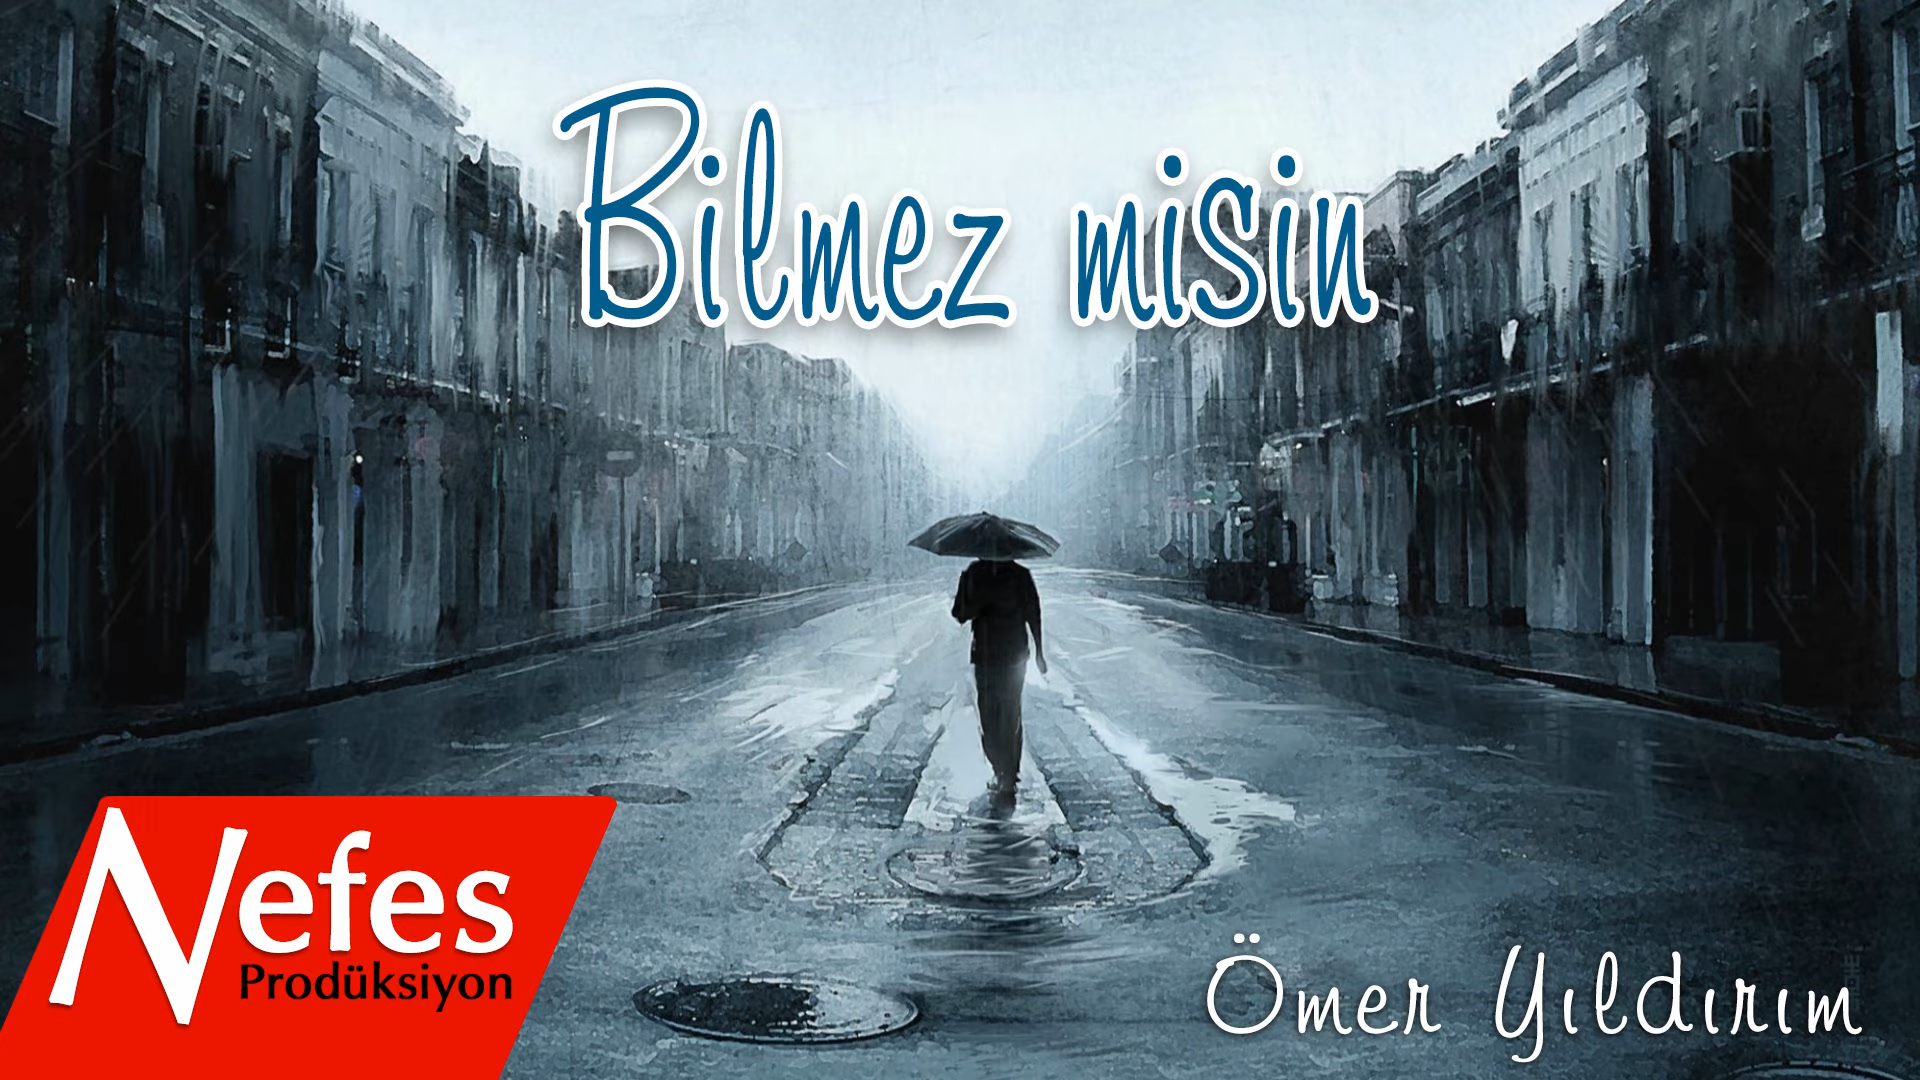 Bilmez misin
Nefes
Prodüksiyon
Ömer Yıldırım